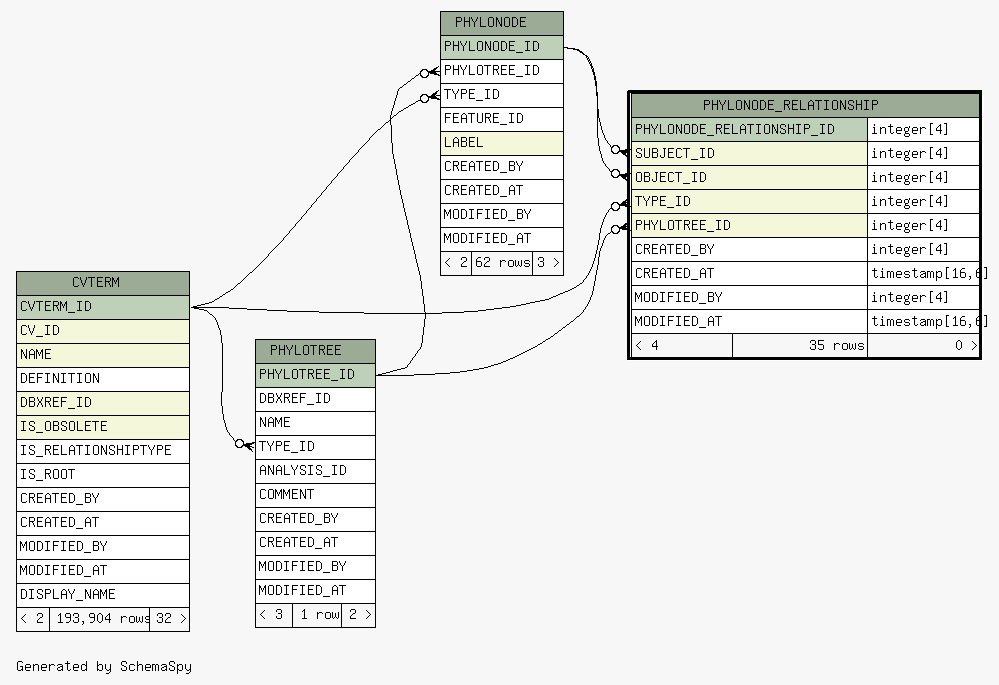 PHYLONODE
PHYLONODE_ID
PHYLOTREE_ID
TYPE_ID
FEATURE_ID
LABEL
CREATED_BY
CREATED_AT
MODIFIED_BY
MODIFIED_AT
< 2 62 rows 3 >
PHYLONODE_RELATIONSHIP
PHYLONODE_RELATIONSHIP_ID integer[4]
SUBJECT_ID integer[4]
OBJECT_ID integer[4]
TYPE_ID integer[4]
PHYLOTREE_ID integer[4]
CREATED_BY integer[4]
CREATED_AT timestamp[16,6]
MODIFIED_BY integer[4]
MODIFIED_AT timestamp[16,6]
< 4 35 rows 0 >
CVTERM
CVTERM_ID
CV_ID
NAME
DEFINITION
DBXREF_ID
IS_OBSOLETE
IS_RELATIONSHIPTYPE
IS_ROOT
CREATED_BY
CREATED_AT
MODIFIED_BY
MODIFIED_AT
DISPLAY_NAME
< 2 193,904 rows 32 >
PHYLOTREE
PHYLOTREE_ID
DBXREF_ID
NAME
TYPE_ID
ANALYSIS_ID
COMMENT
CREATED_BY
CREATED_AT
MODIFIED_BY
MODIFIED_AT
< 3 1 row 2 >
Generated by SchemaSpy